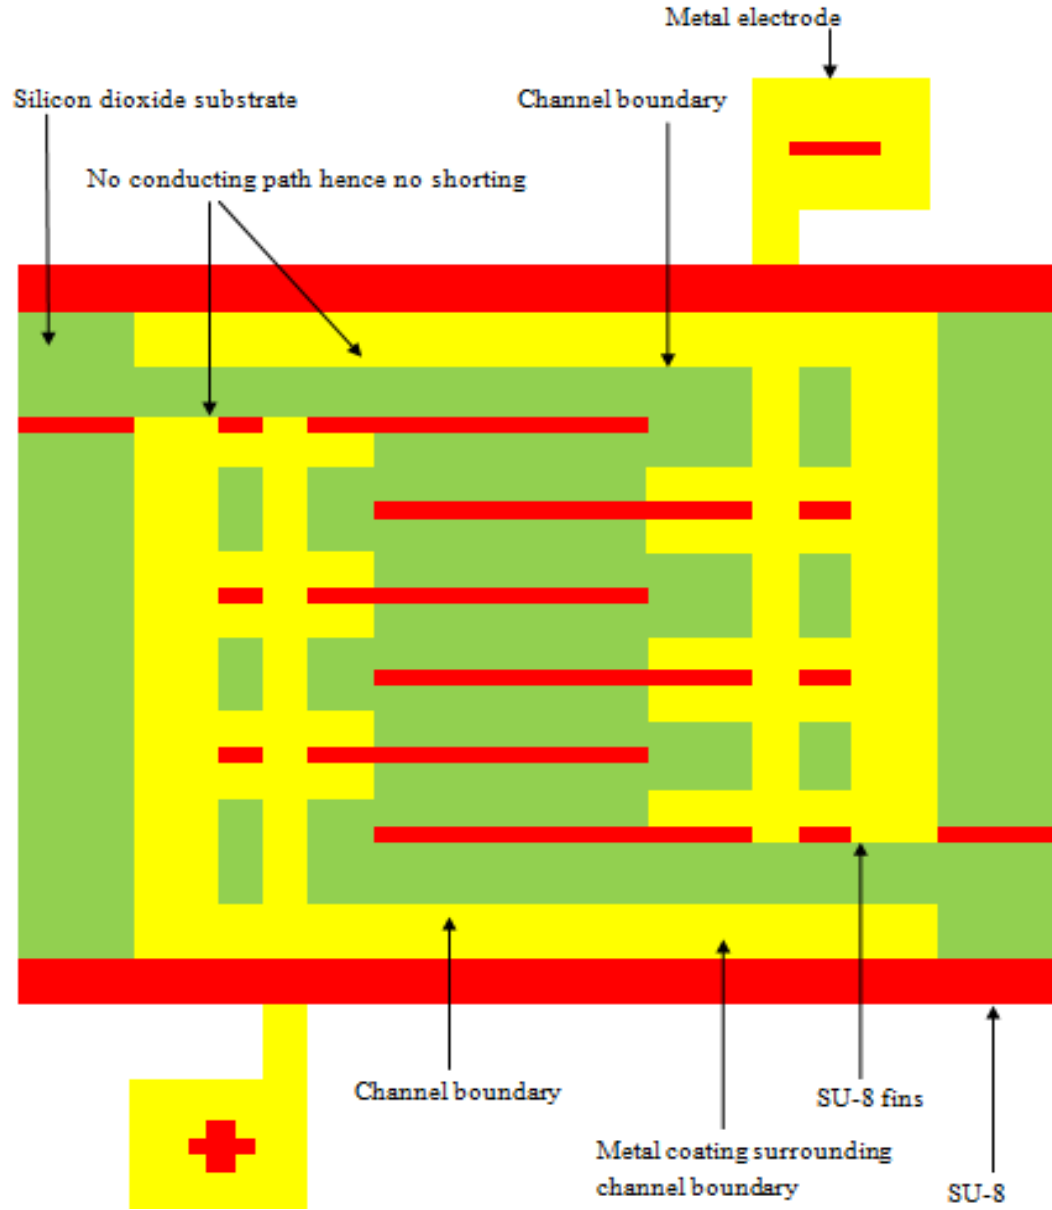 Metal electrode
Silicon dioxide substrate
Channel boundary
No conducting path hence no shorting
Channel boundary
SU-8 fins
Metal coating surrounding
channel boundary
SU-8